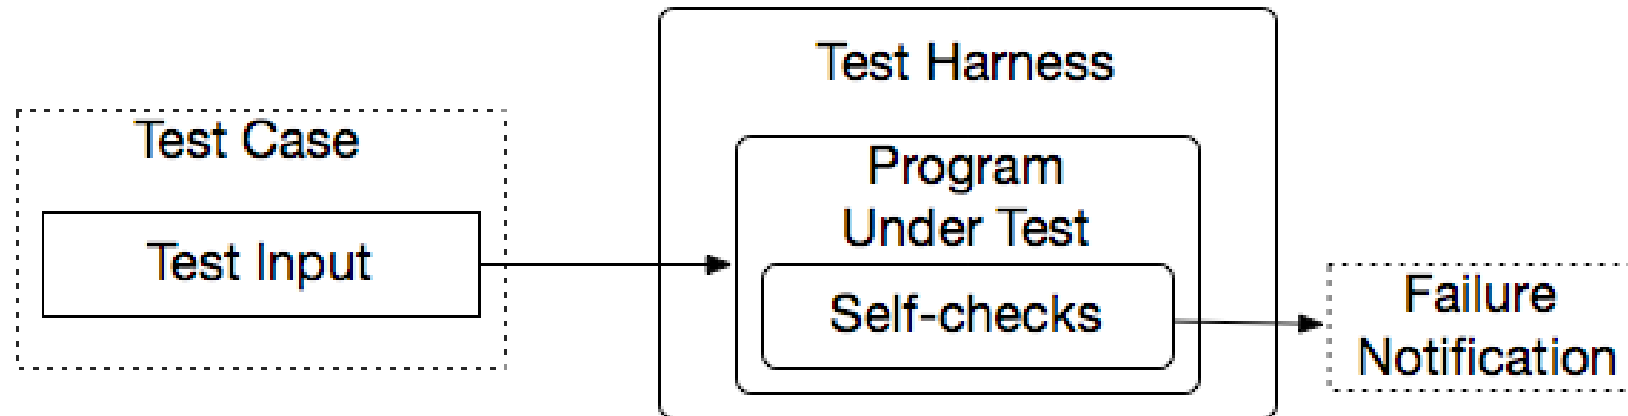 Test Harness
Test Case
Program
Under Test
Test Input
Self-checks
Failure
Notification